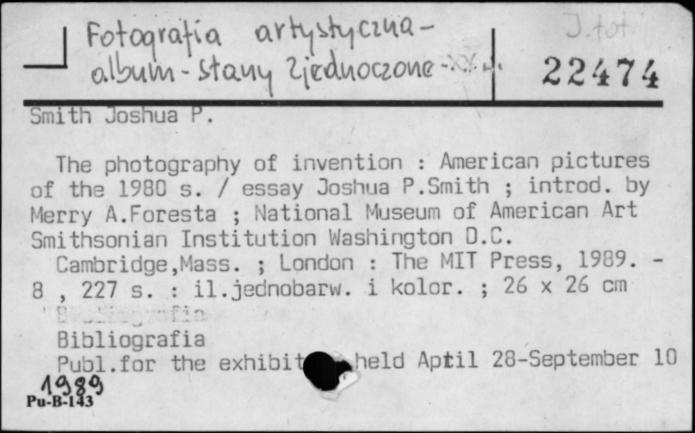 Fotografia artystyczna -
album - Stany Zjednoczone - XX w.
J. fot
22474
Smith Joshua P.
The photography of invention : American pictures
of the 1980 s. / essay Joshua P.Smith ; introd. by
Merry A.Foresta ; National Museum of American Art
Smithsonian Institution Washington D.C.
Cambridge,Mass. ; London : The MIT Press, 1989. -
8 , 227 s. : il.jednobarw. i kolor. ; 26 x 26 cm
Bibliografia
Bibliografia
Publ.for the exhibit held Aptil 28-September 10
1989
Pu-B-143